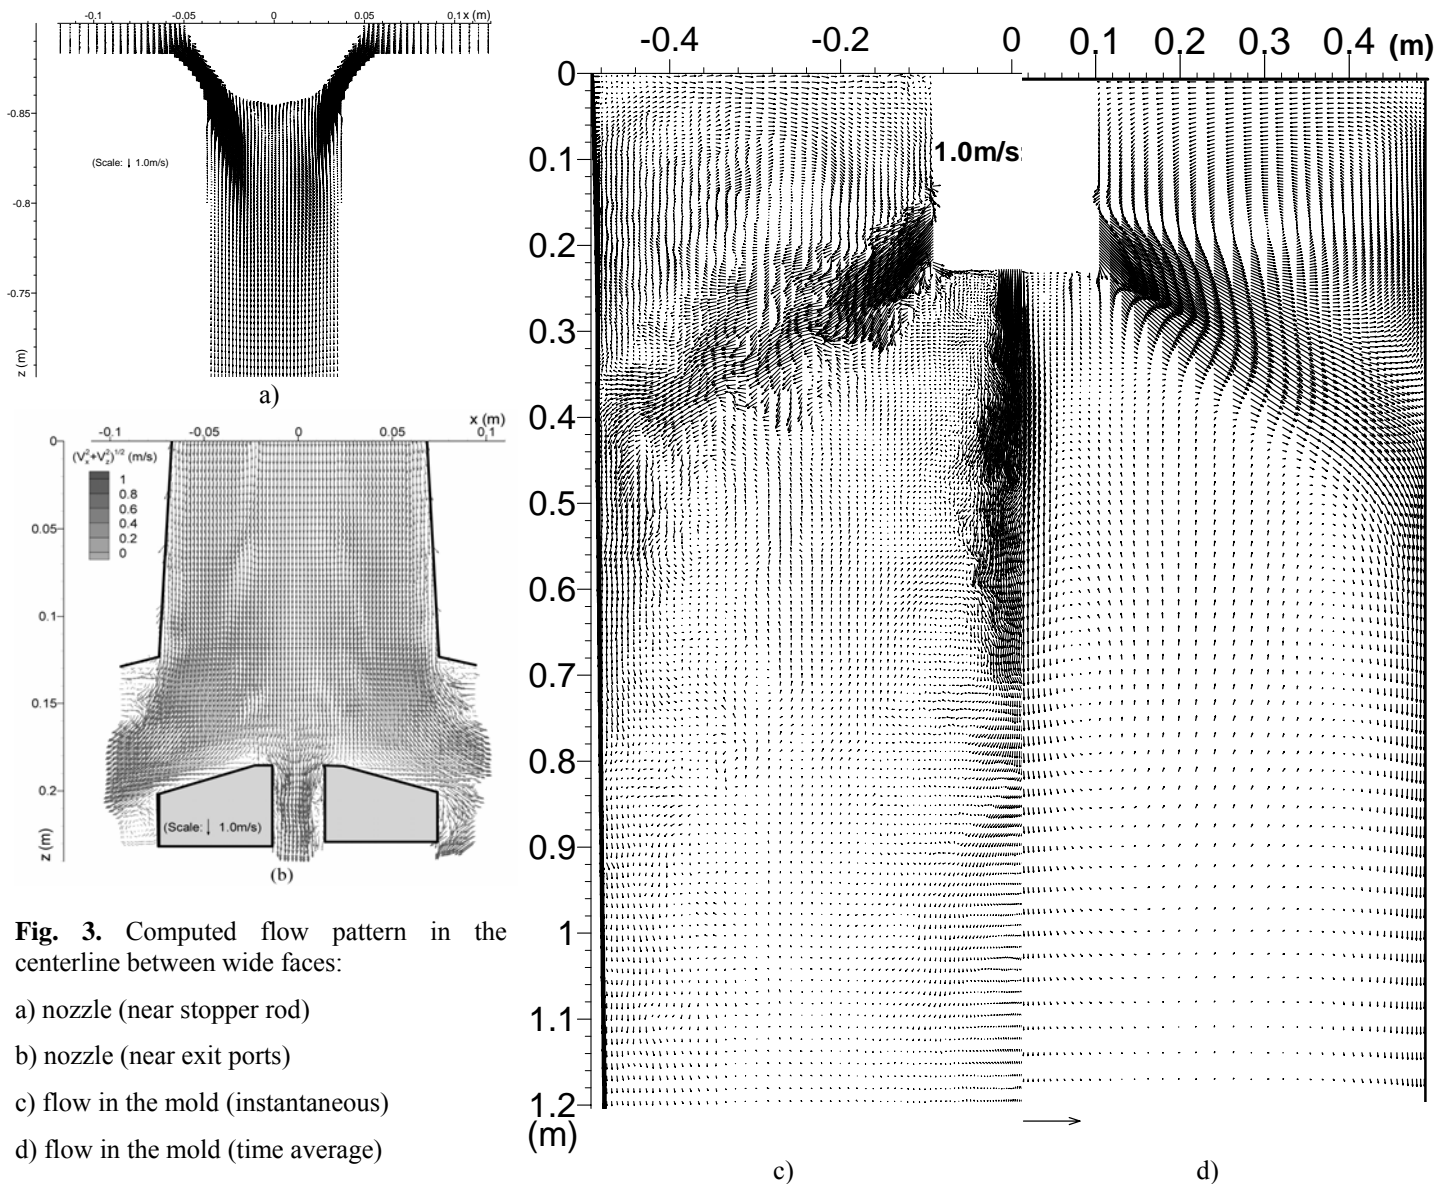 -0.1 -0.05 0 0.05 0.1 x (m)
-0.85
(Scale: 1.0m/s)
-0.8
-0.75
z (m)
a)
x (m)
-0.1 -0.05 0 0.05 0.1
0
(Vx²+Vz²)^1/2 (m/s)
1
0.8
0.6
0.4
0.2
0
0.05
0.1
0.15
0.2
(Scale: 1.0m/s)
z (m)
(b)
Fig. 3. Computed flow pattern in the
centerline between wide faces:
a) nozzle (near stopper rod)
b) nozzle (near exit ports)
c) flow in the mold (instantaneous)
d) flow in the mold (time average)
-0.4 -0.2 0 0.1 0.2 0.3 0.4 (m)
0
0.1
1.0m/s
0.2
0.3
0.4
0.5
0.6
0.7
0.8
0.9
1
1.1
1.2
(m)
c) d)